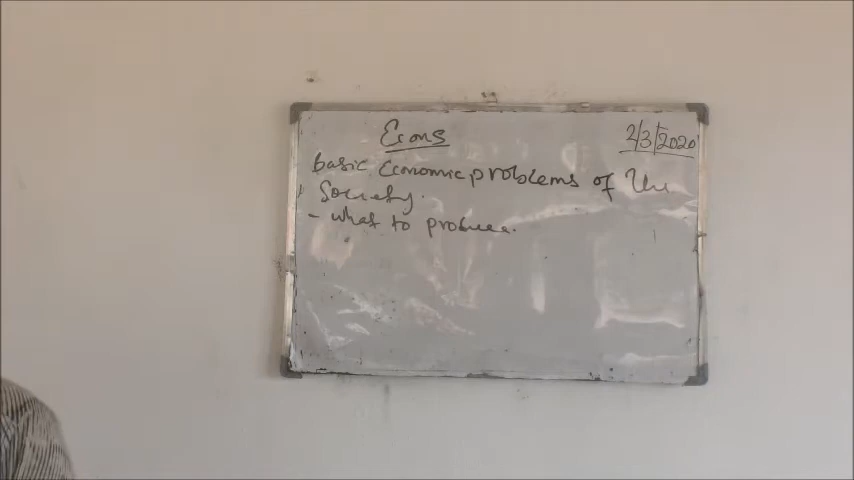 Econs
2/3/2020
basic Economic problems of the
Society.
- what to produce.